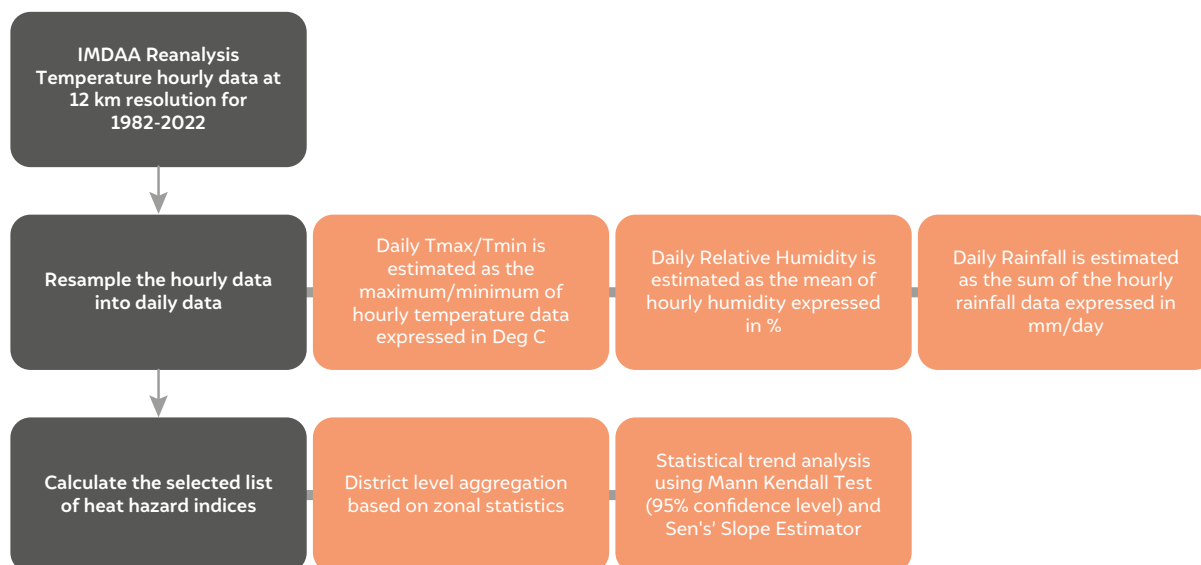 IMDAA Reanalysis
Temperature hourly data at
12 km resolution for
1982-2022
Resample the hourly data
into daily data
Daily Tmax/Tmin is
estimated as the
maximum/minimum of
hourly temperature data
expressed in Deg C
Daily Relative Humidity is
estimated as the mean of
hourly humidity expressed
in %
Daily Rainfall is estimated
as the sum of the hourly
rainfall data expressed in
mm/day
Calculate the selected list
of heat hazard indices
District level aggregation
based on zonal statistics
Statistical trend analysis
using Mann Kendall Test
(95% confidence level) and
Sen's' Slope Estimator